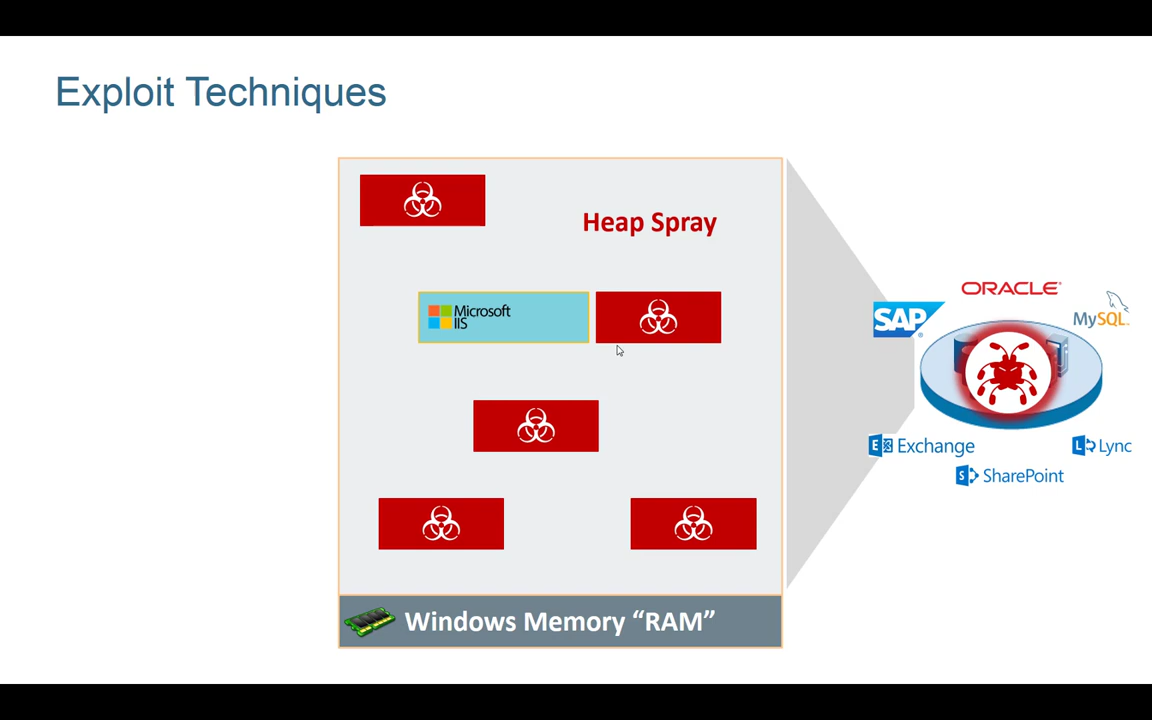 Exploit Techniques
Heap Spray
Microsoft
IIS
ORACLE
SAP
®
MySQL
E Exchange
L Lync
S SharePoint
Windows Memory “RAM”